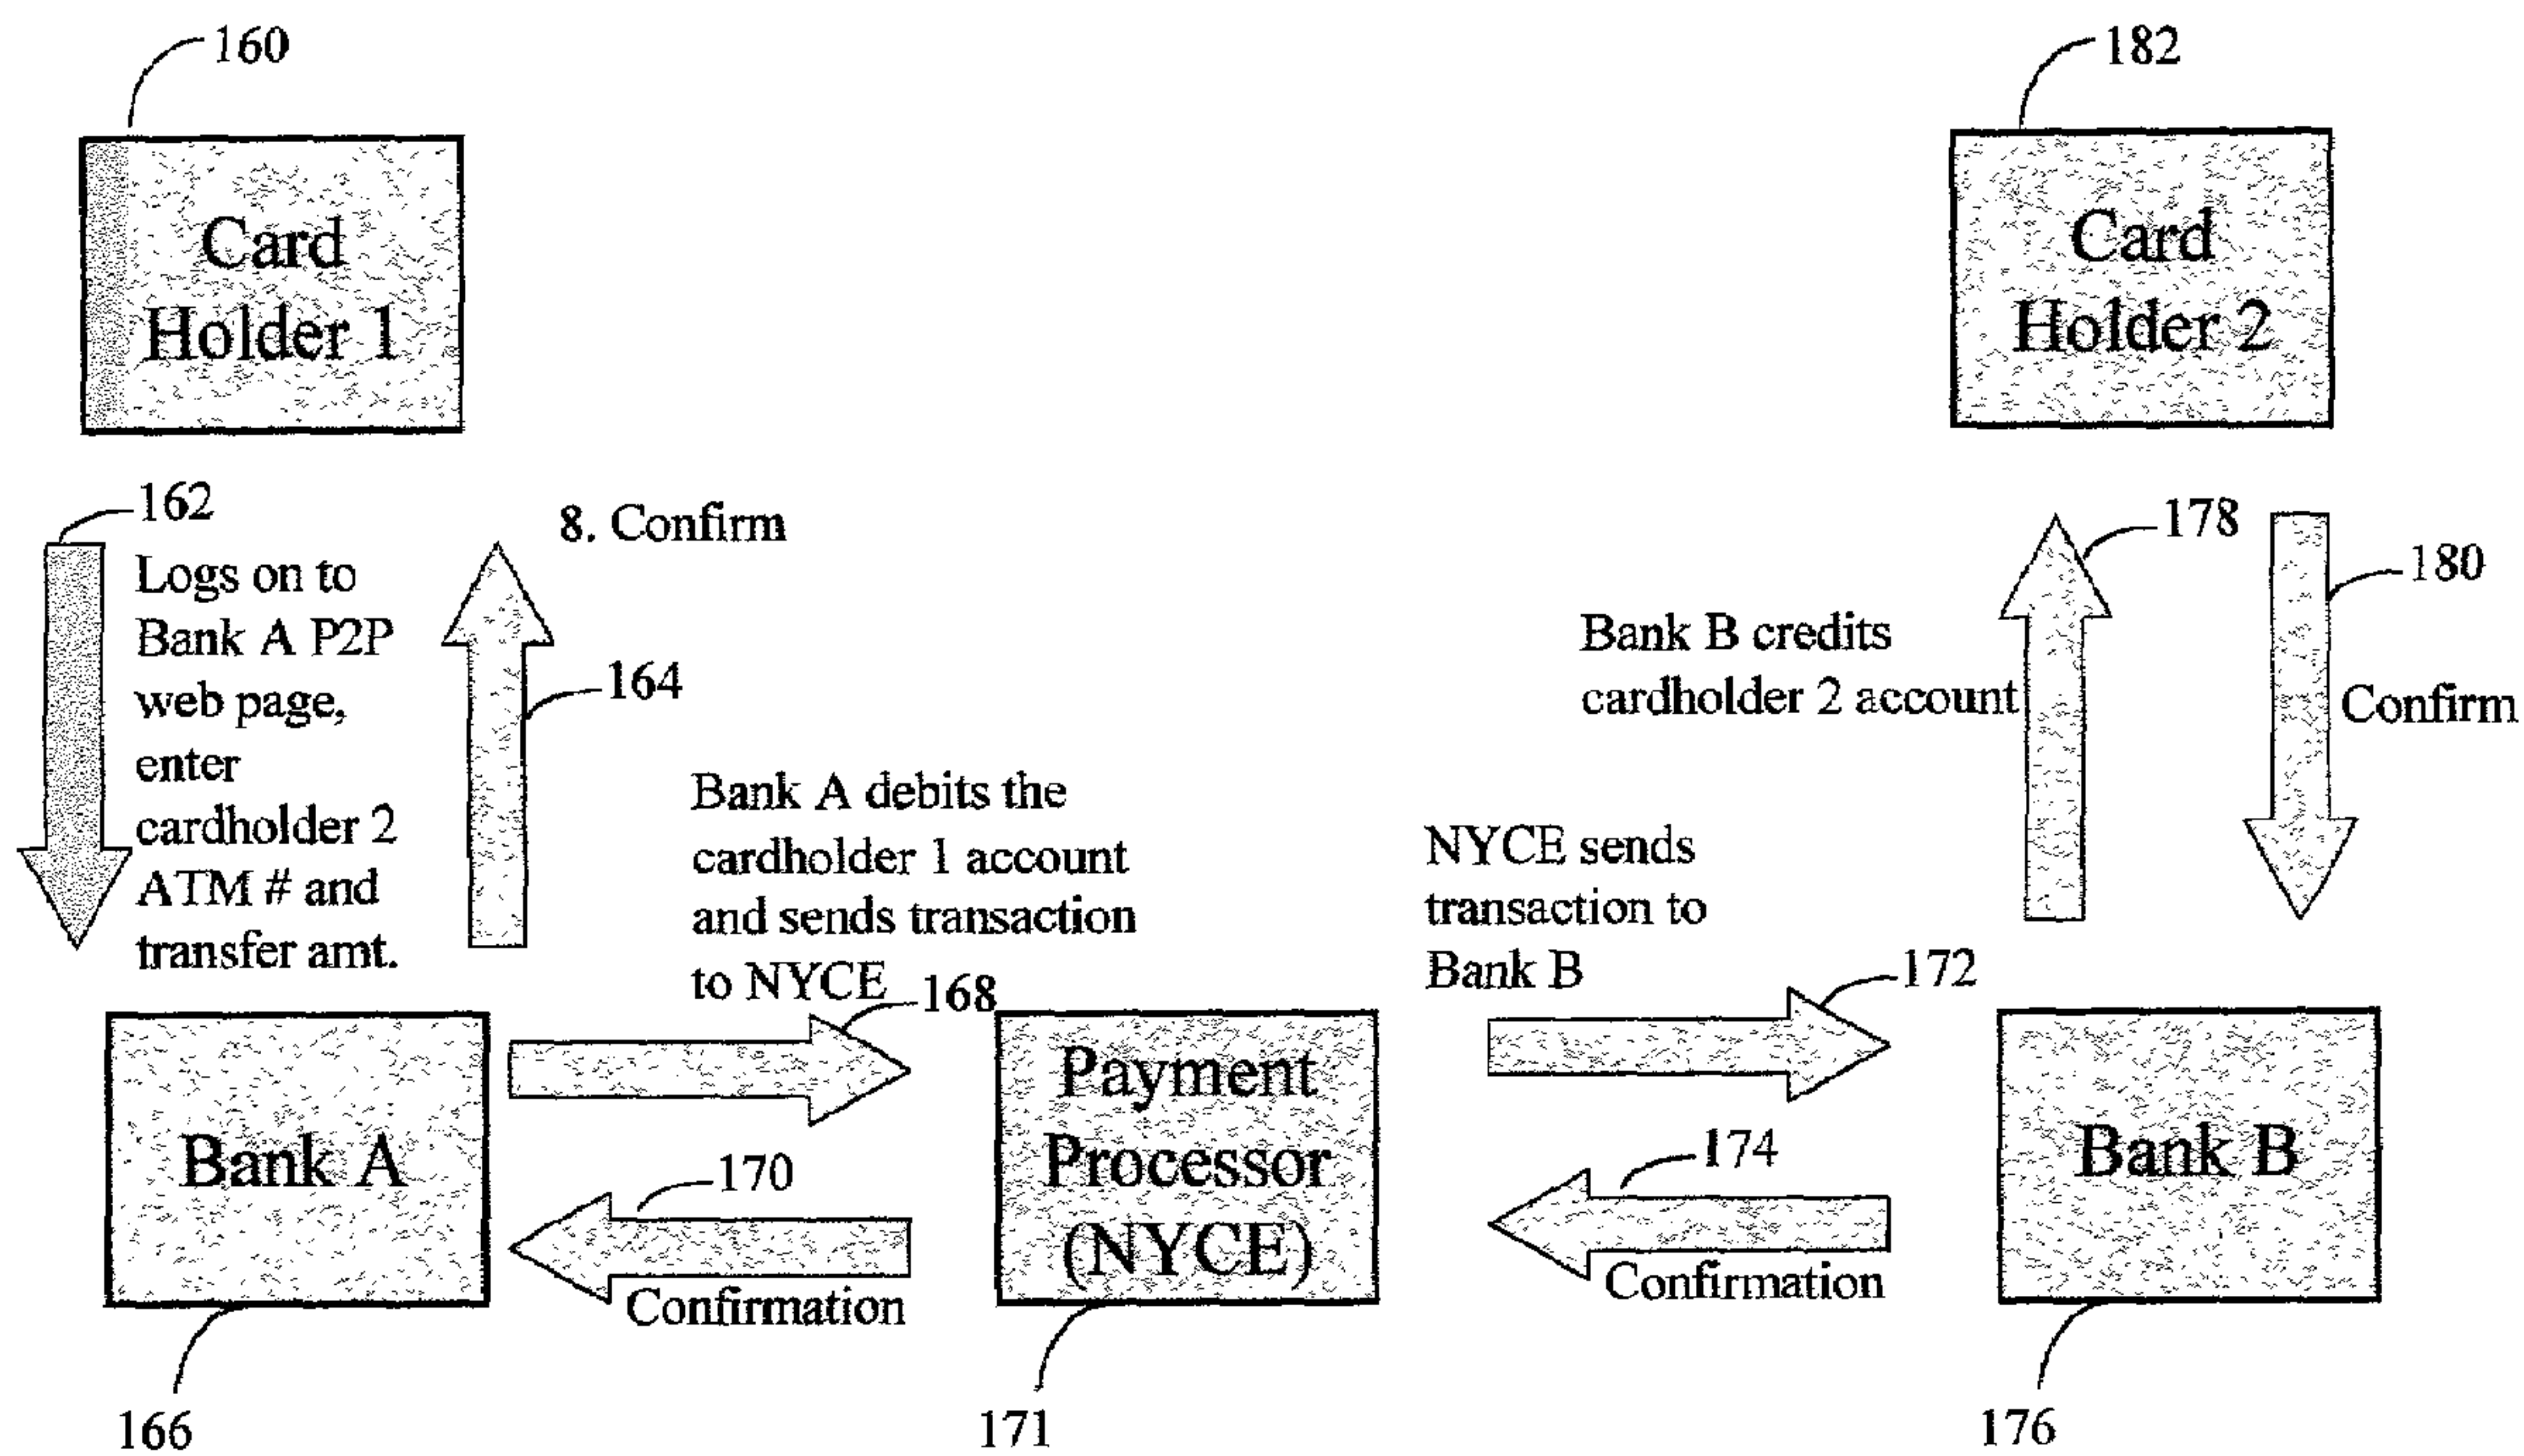 160
182
Card
Holder 1
Card
Holder 2
162
Logs on to
Bank A P2P
web page,
enter
cardholder 2
ATM # and
transfer amt.
8. Confirm
164
178
180
Bank B credits
cardholder 2 account
Confirm
Bank A debits the
cardholder 1 account
and sends transaction
to NYCE
168
NYCE sends
transaction to
Bank B
172
Bank A
Payment
Processor
(NYCE)
Bank B
170
Confirmation
174
Confirmation
166
171
176